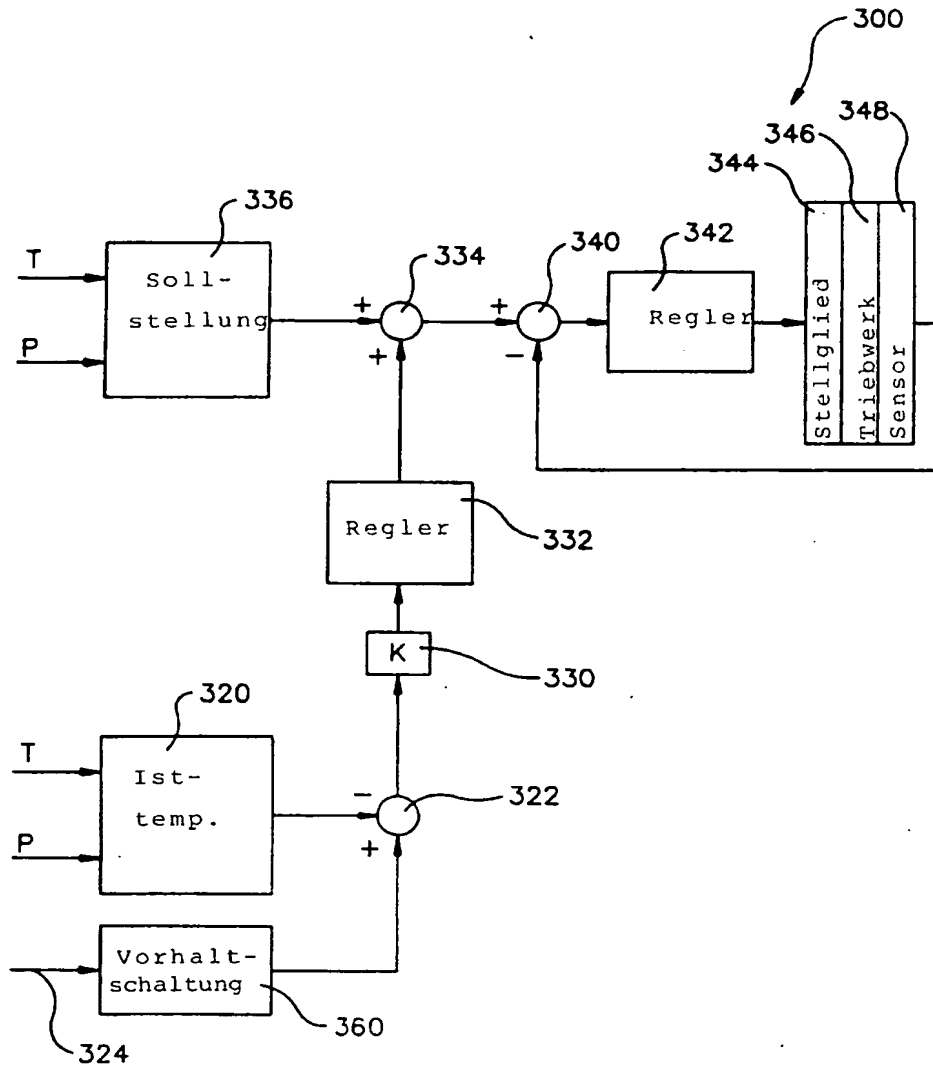 300
348
346
344
336
T
Soll-
stellung
P
+
334
+
+
340
-
342
Regler
Stellglied
Triebwerk
Sensor
Regler
332
K
330
320
T
Ist-
temp.
P
-
322
+
Vorhalt-
schaltung
360
324